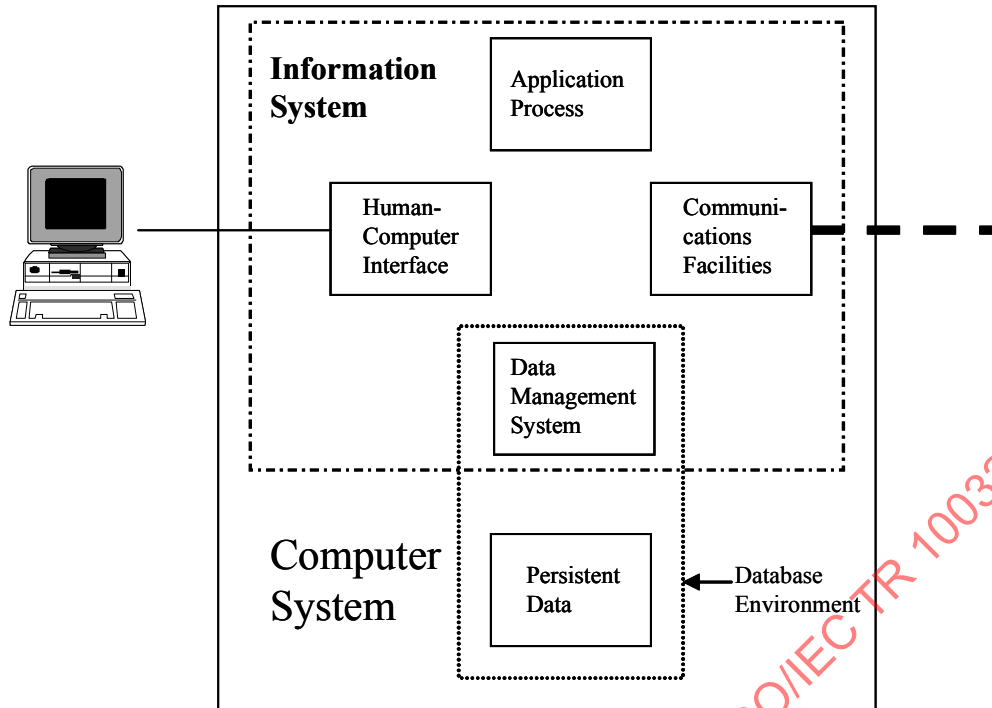 Information
System
Application
Process
Human-
Computer
Interface
Communi-
cations
Facilities
Data
Management
System
Computer
System
Persistent
Data
Database
Environment